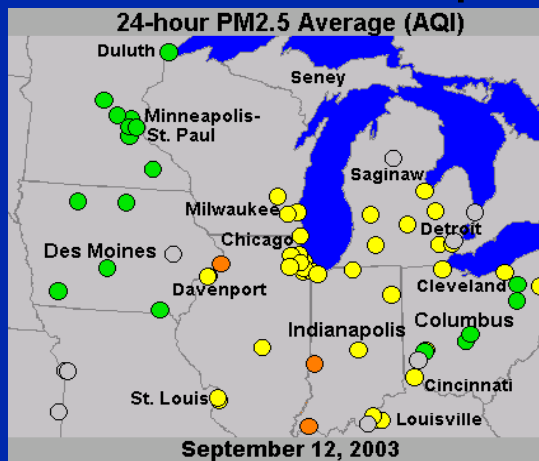 24-hour PM2.5 Average (AQI)
Duluth
Seney
Minneapolis-
St. Paul
Saginaw
Milwaukee
Detroit
Chicago
Des Moines
Davenport
Cleveland
Indianapolis
Columbus
Cincinnati
St. Louis
Louisville
September 12, 2003